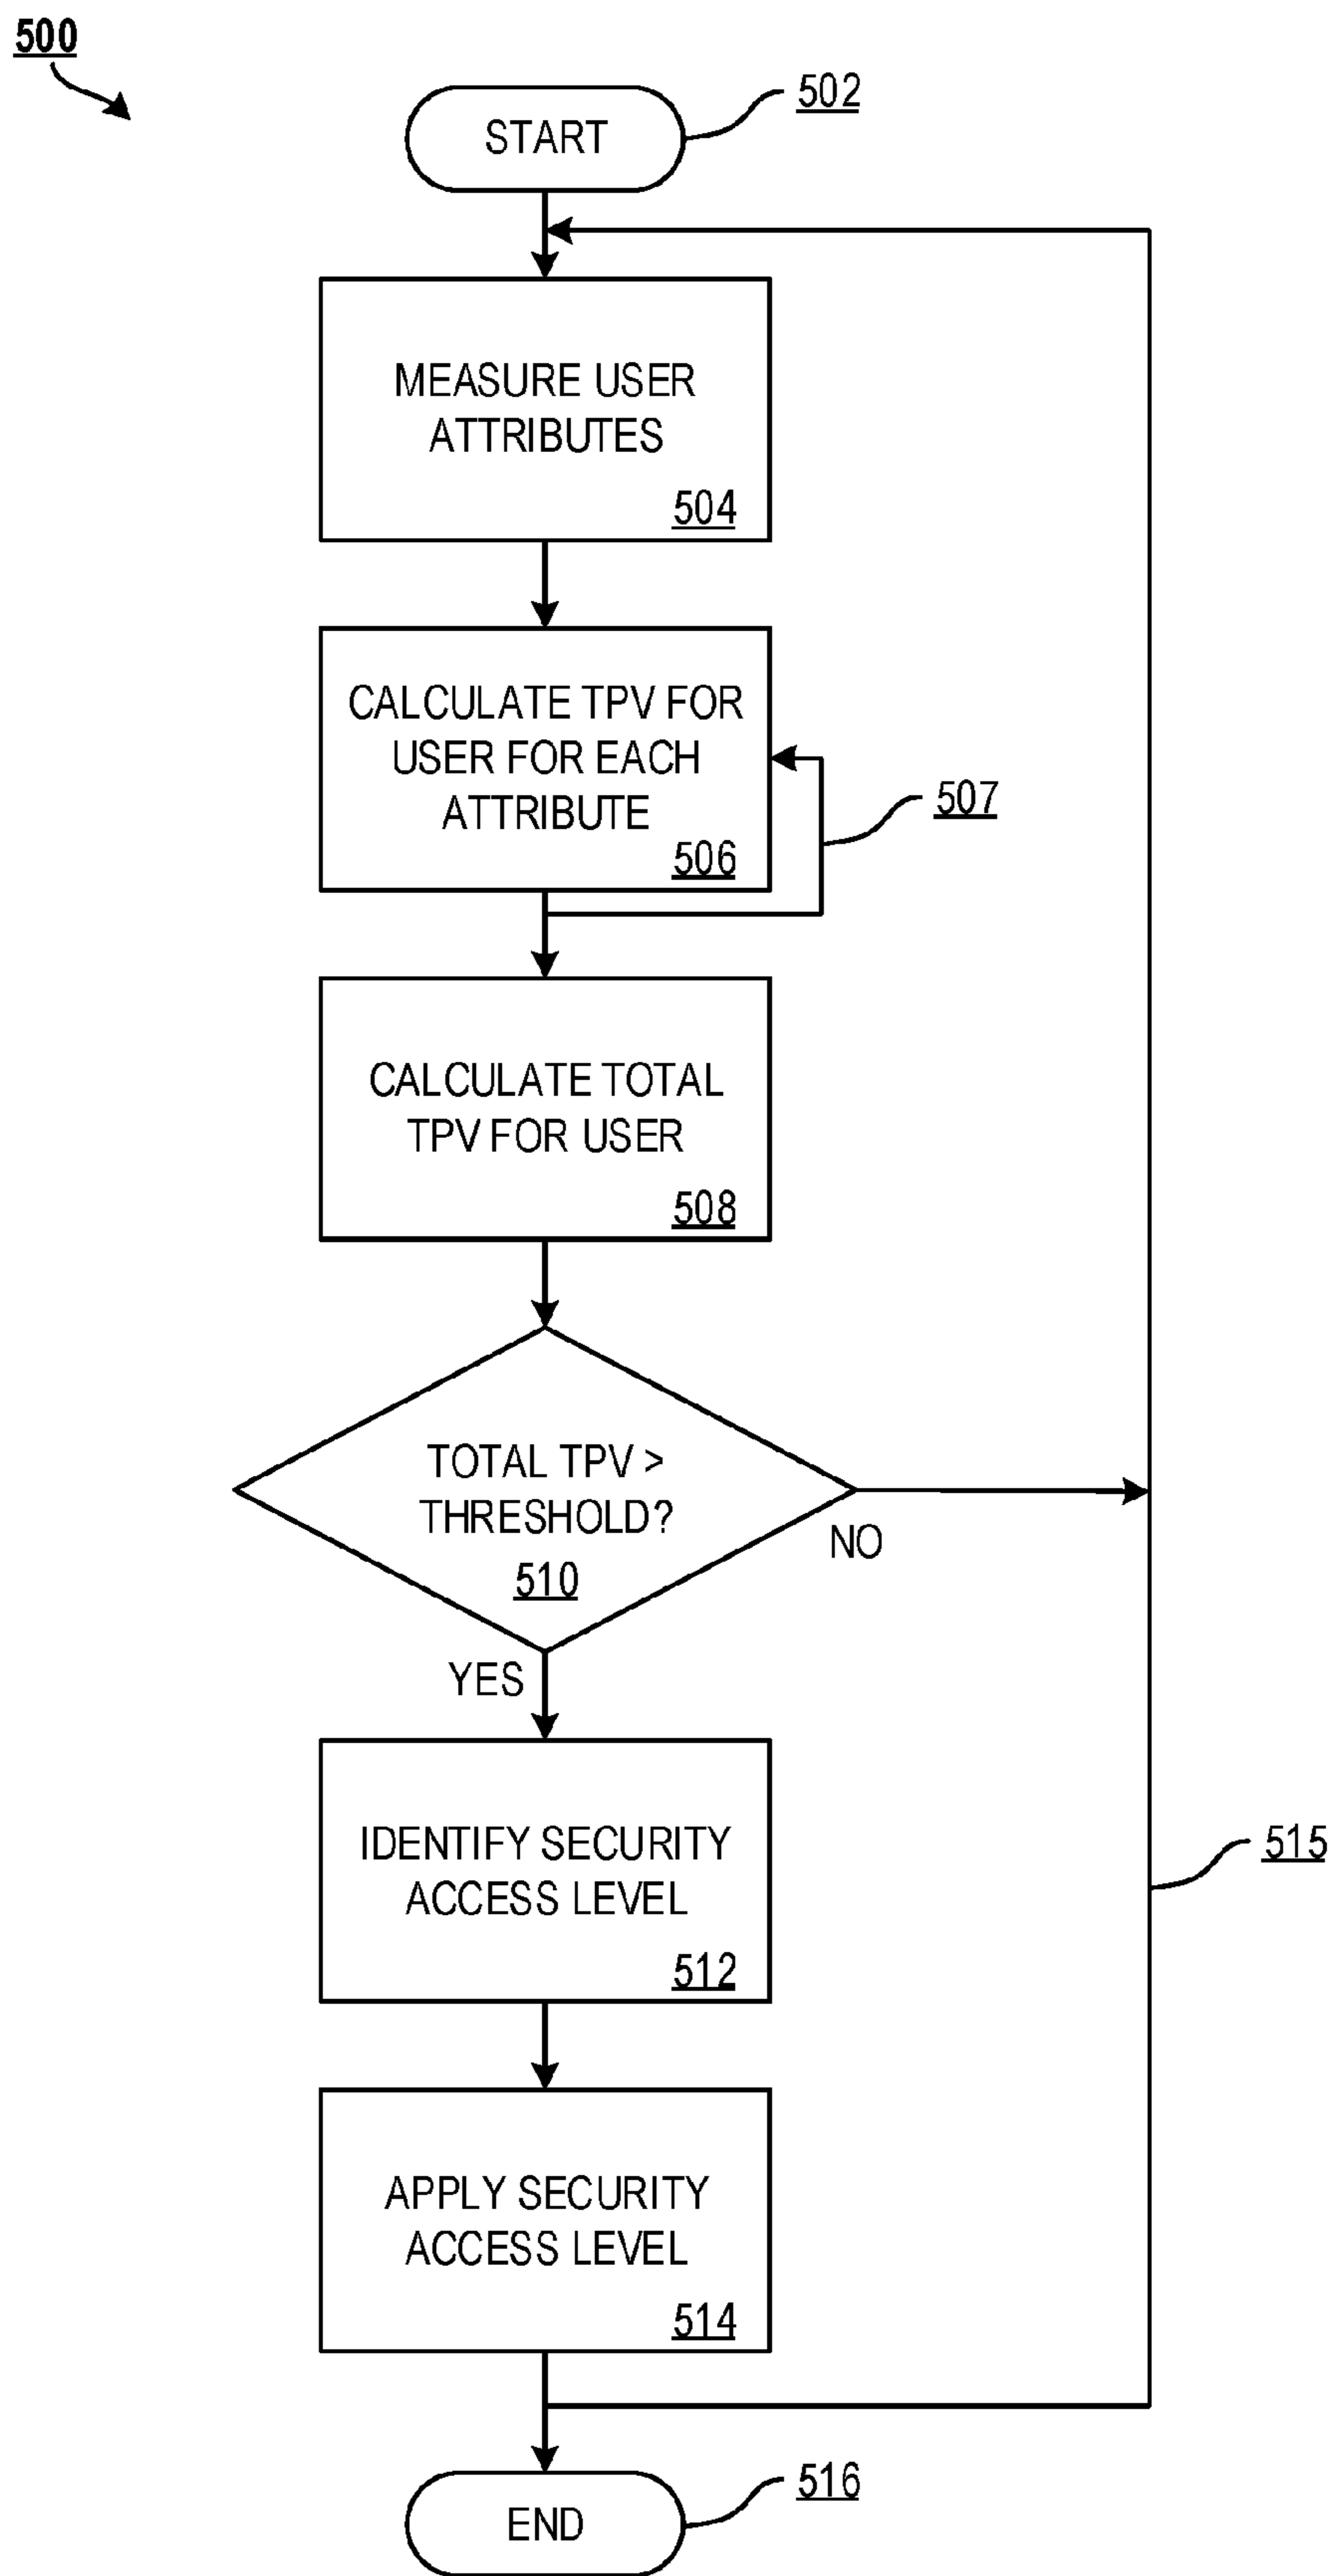 500
502
START
MEASURE USER
ATTRIBUTES
504
CALCULATE TPV FOR
USER FOR EACH
ATTRIBUTE
506
507
CALCULATE TOTAL
TPV FOR USER
508
TOTAL TPV >
THRESHOLD?
510
NO
YES
IDENTIFY SECURITY
ACCESS LEVEL
512
515
APPLY SECURITY
ACCESS LEVEL
514
516
END